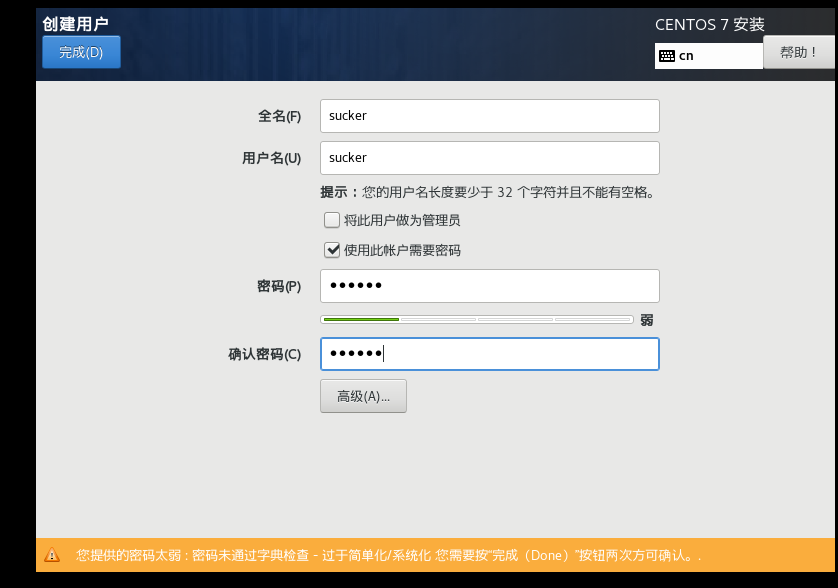 创建用户
CENTOS 7 安装
完成(D)
cn
帮助！
全名(F)
sucker
用户名(U)
sucker
提示：您的用户名长度要少于 32 个字符并且不能有空格。
将此用户做为管理员
使用此帐户需要密码
密码(P)
●●●●●●
弱
确认密码(C)
●●●●●●
高级(A)...
您提供的密码太弱 : 密码未通过字典检查 - 过于简单化/系统化 您需要按“完成（Done）”按钮两次方可确认。.